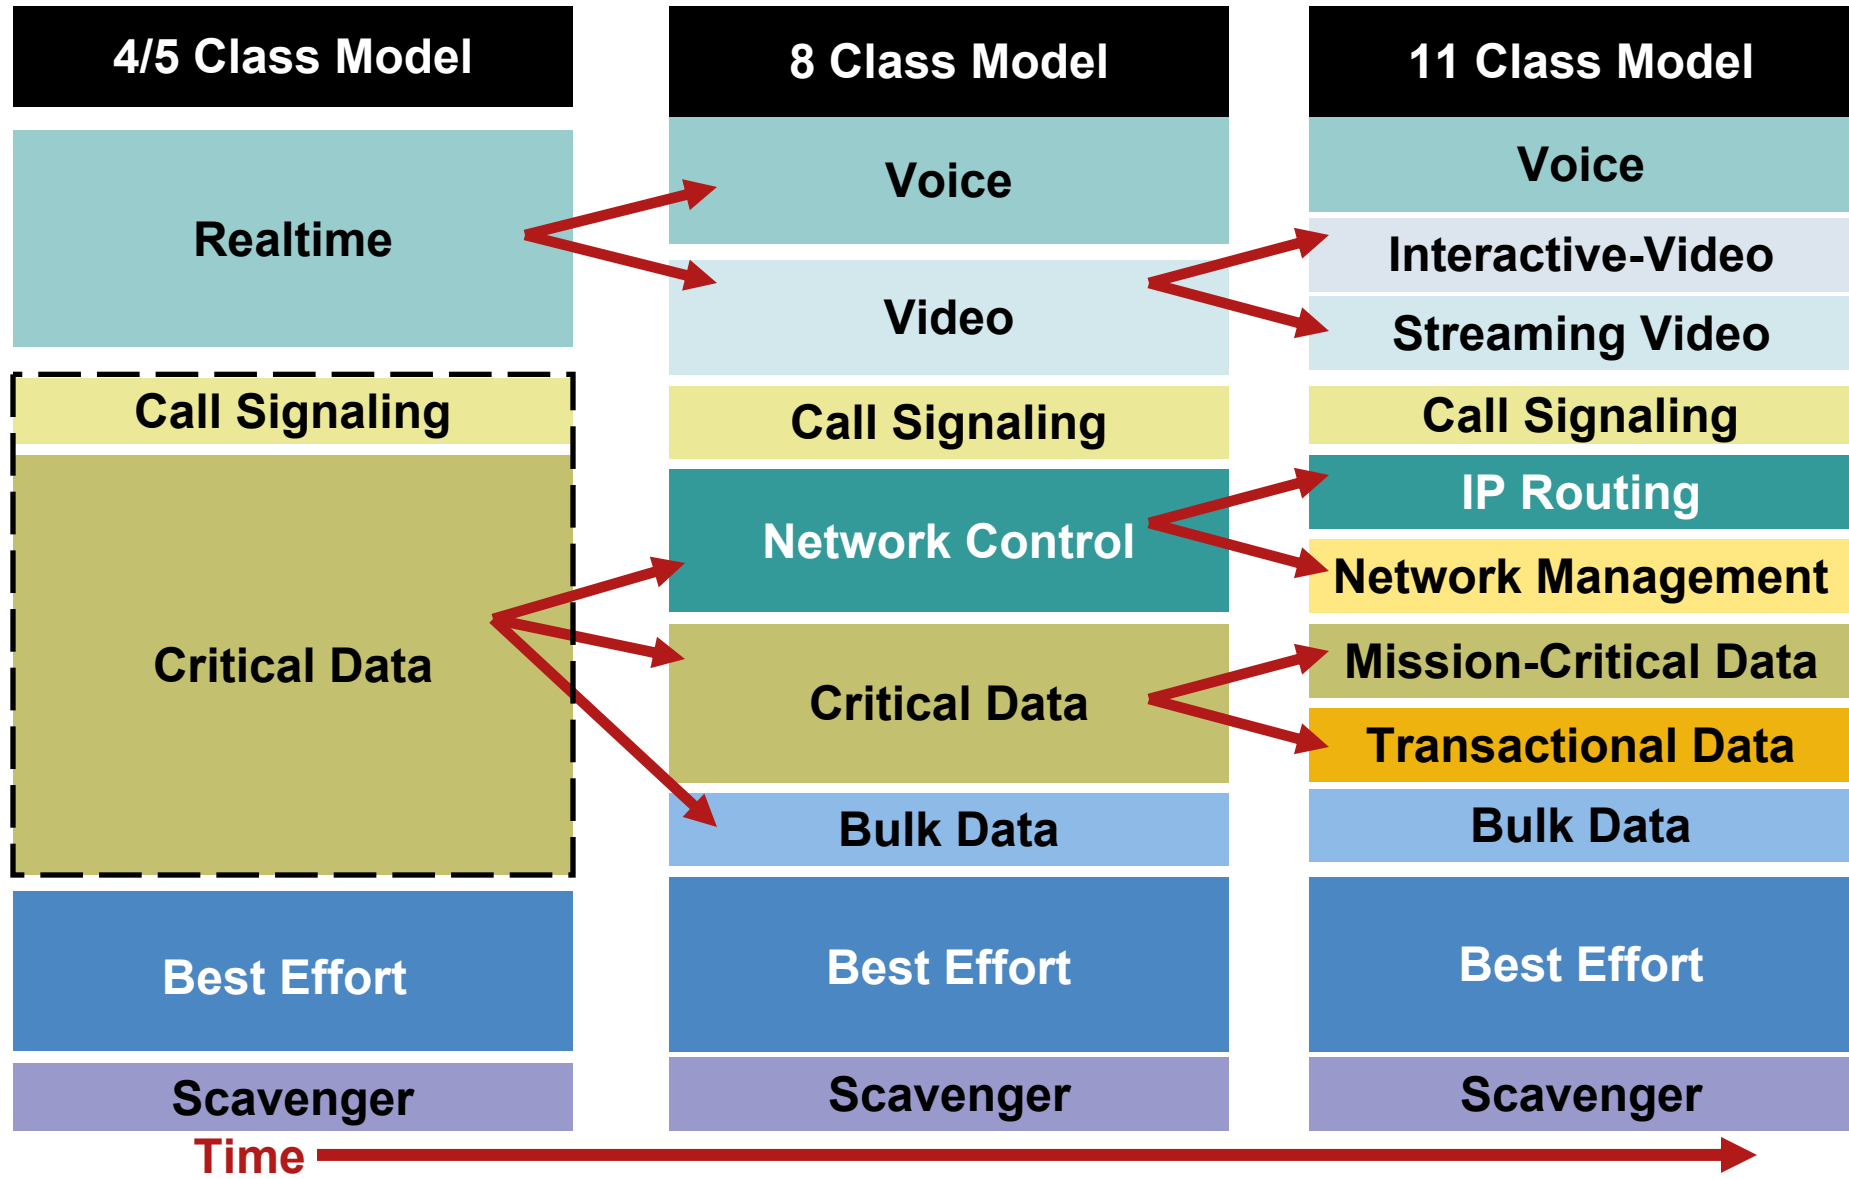 4/5 Class Model
Realtime
Call Signaling
Critical Data
Best Effort
Scavenger
8 Class Model
Voice
Video
Call Signaling
Network Control
Critical Data
Bulk Data
Best Effort
Scavenger
11 Class Model
Voice
Interactive-Video
Streaming Video
Call Signaling
IP Routing
Network Management
Mission-Critical Data
Transactional Data
Bulk Data
Best Effort
Scavenger
Time